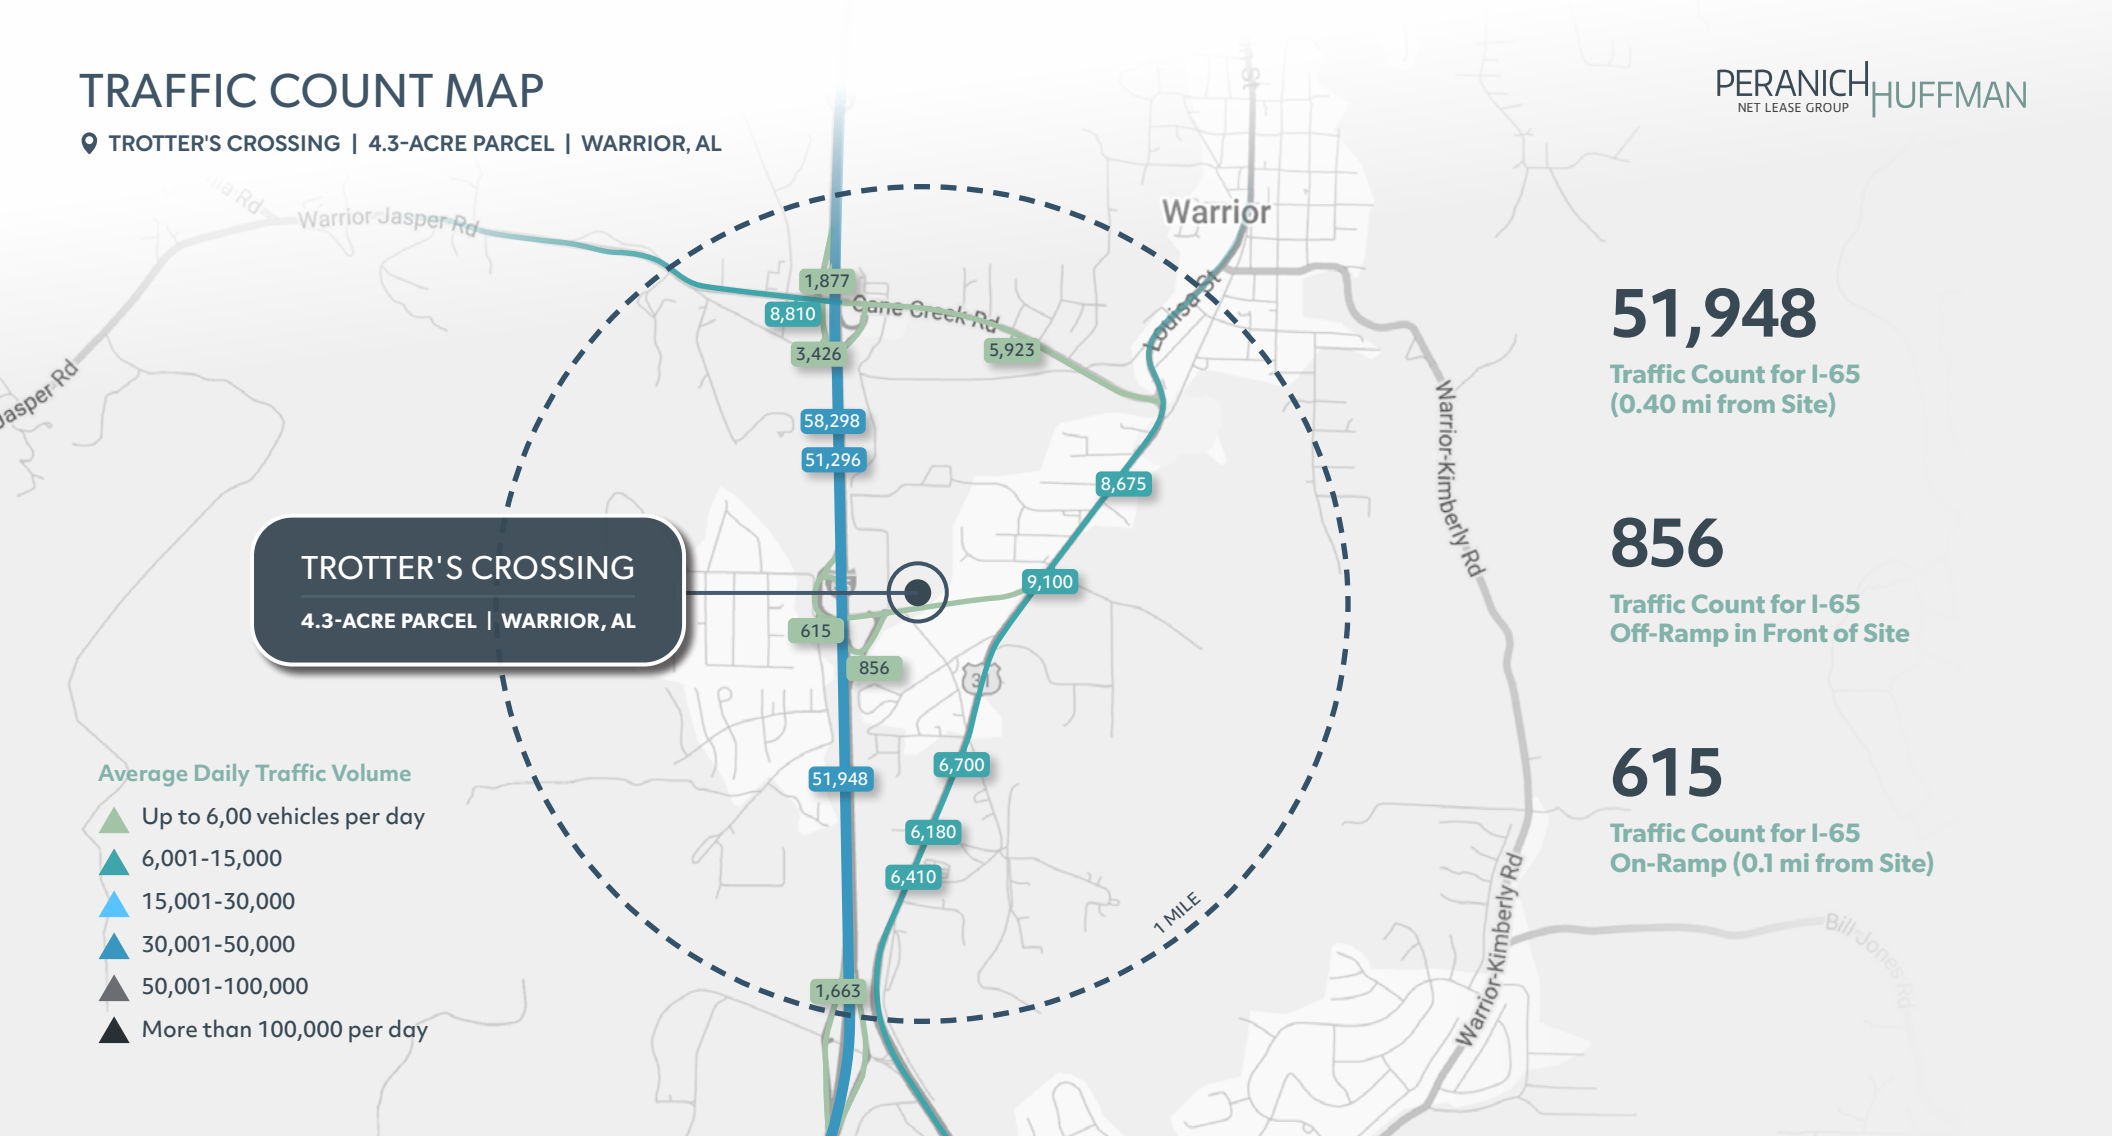 TRAFFIC COUNT MAP
TROTTER'S CROSSING | 4.3-ACRE PARCEL | WARRIOR, AL
PERANICH HUFFMAN
NET LEASE GROUP
Warrior Jasper Rd
Jasper Rd
Warrior
Louisa St
Cane Creek Rd
1,877
8,810
3,426
5,923
58,298
51,296
8,675
9,100
615
856
31
51,948
6,700
6,180
6,410
1,663
1 MILE
Warrior-Kimberly Rd
Warrior-Kimberly Rd
Bill Jones Rd
TROTTER'S CROSSING
4.3-ACRE PARCEL | WARRIOR, AL
Average Daily Traffic Volume
Up to 6,00 vehicles per day
6,001-15,000
15,001-30,000
30,001-50,000
50,001-100,000
More than 100,000 per day
51,948
Traffic Count for I-65
(0.40 mi from Site)
856
Traffic Count for I-65
Off-Ramp in Front of Site
615
Traffic Count for I-65
On-Ramp (0.1 mi from Site)